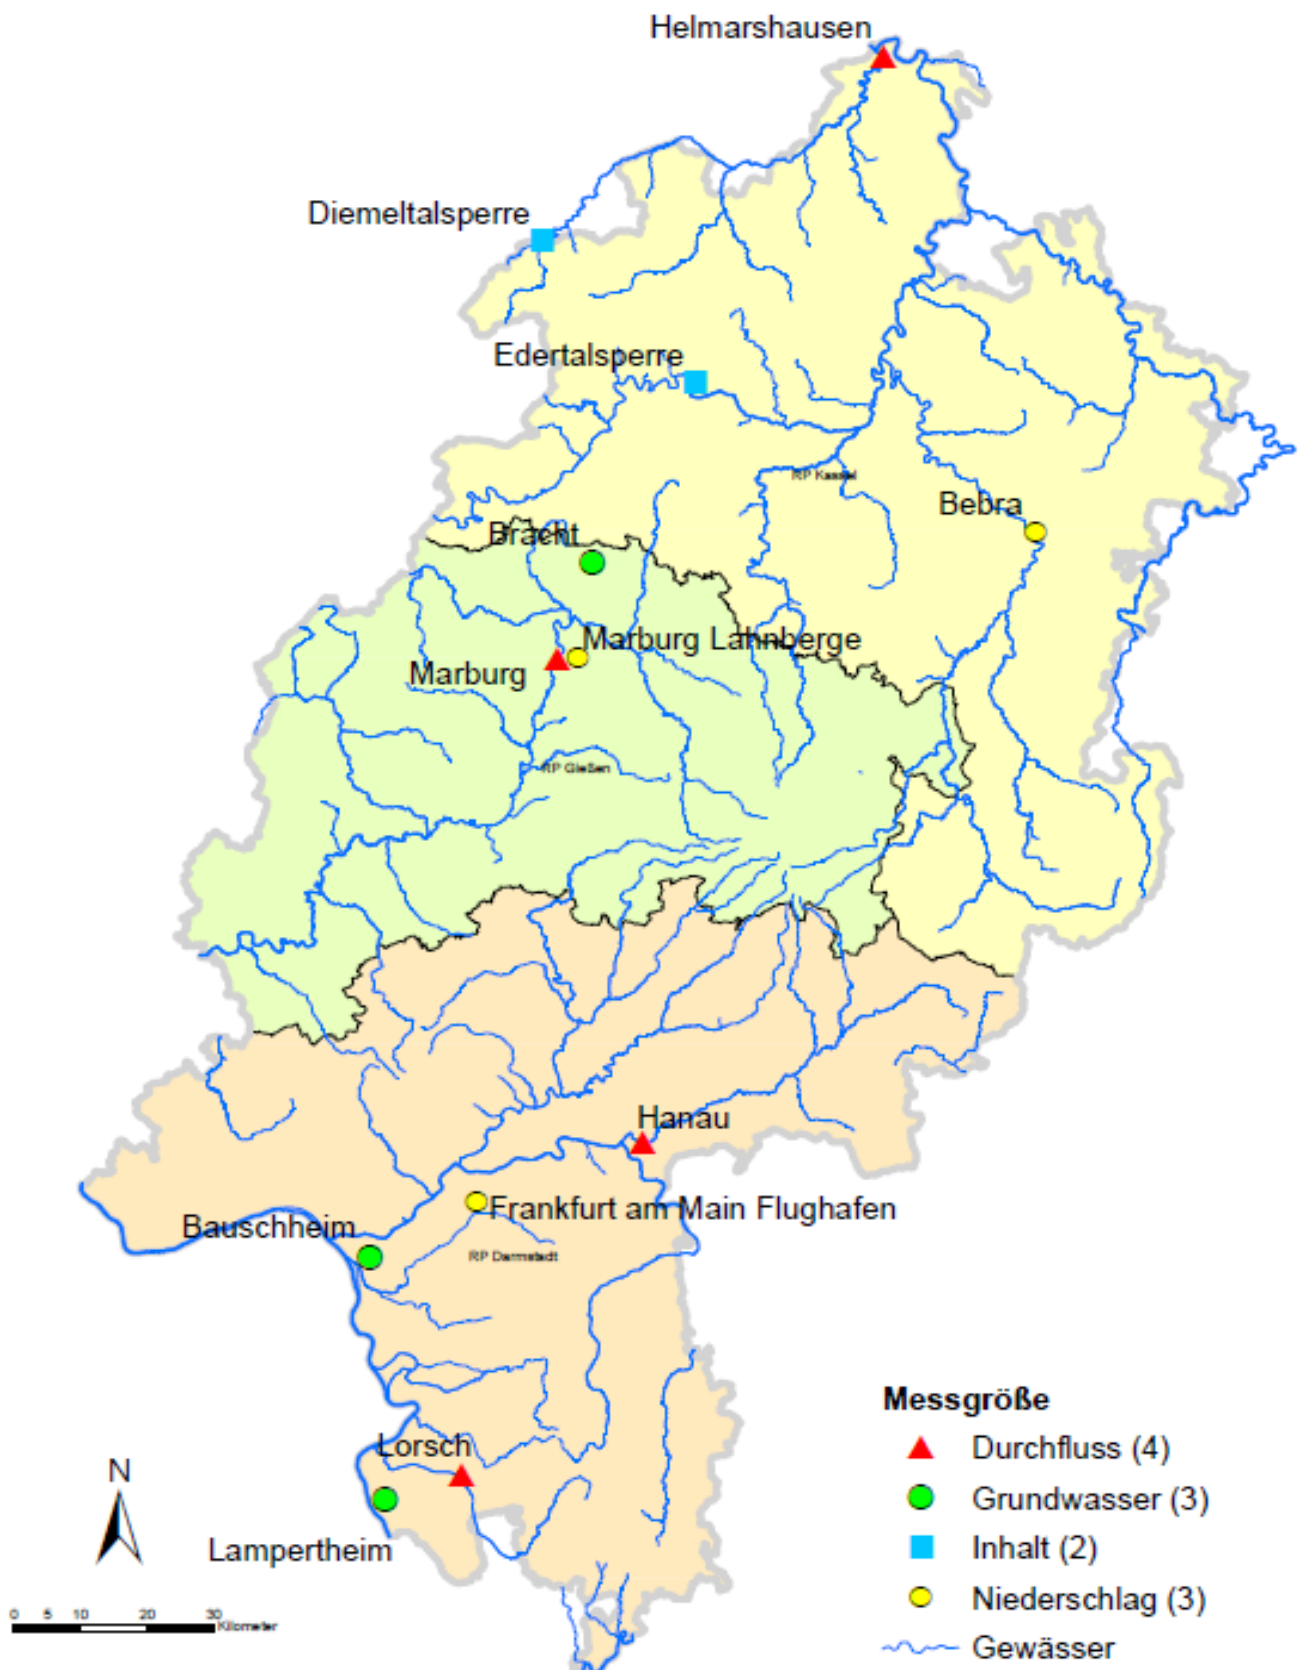 Helmarshausen
Diemeltalsperre
Edertalsperre
RP Kassel
Bebra
Bracht
Marburg Lahnberge
Marburg
RP Gießen
Hanau
Frankfurt am Main Flughafen
Bauschheim
RP Darmstadt
Lorsch
Lampertheim
N
0 5 10 20 30
Kilometer
Messgröße
Durchfluss (4)
Grundwasser (3)
Inhalt (2)
Niederschlag (3)
Gewässer